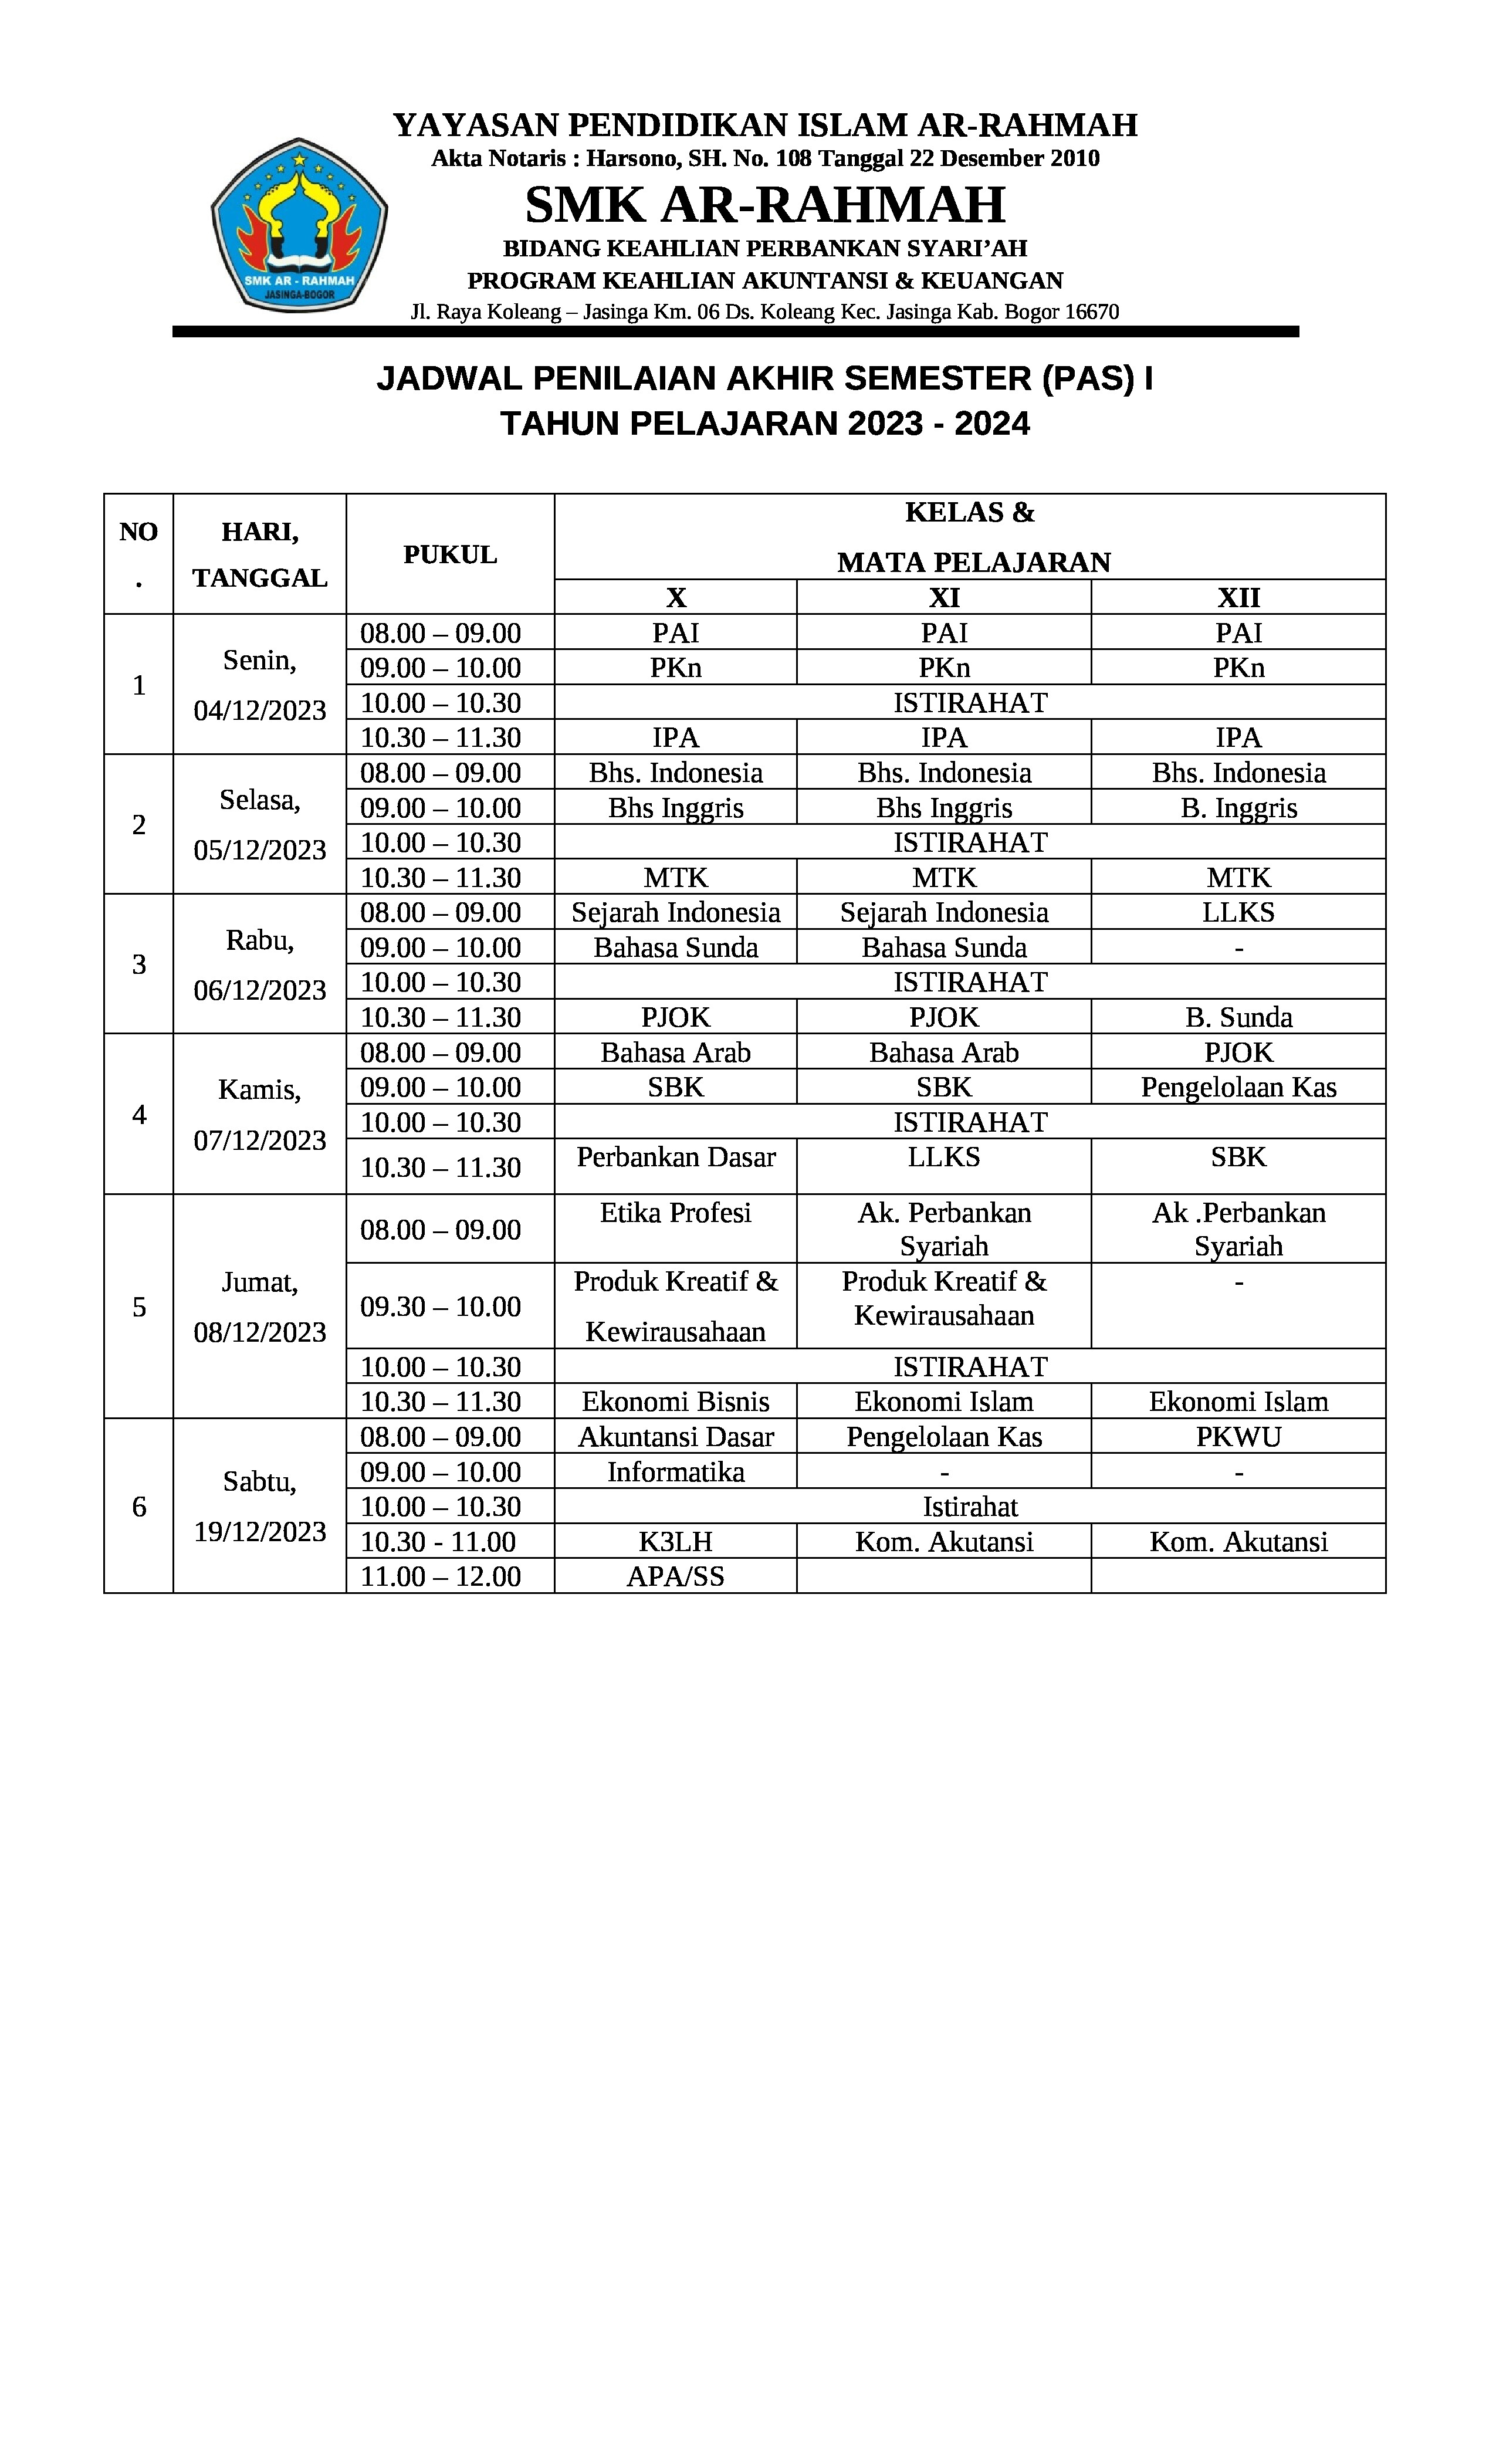 YAYASAN PENDIDIKAN ISLAM AR-RAHMAH
Akta Notaris : Harsono, SH. No. 108 Tanggal 22 Desember 2010
SMK AR-RAHMAH
BIDANG KEAHLIAN PERBANKAN SYARI’AH
PROGRAM KEAHLIAN AKUNTANSI & KEUANGAN
Jl. Raya Koleang – Jasinga Km. 06 Ds. Koleang Kec. Jasinga Kab. Bogor 16670
SMK AR - RAHMAH
JASINGA-BOGOR
JADWAL PENILAIAN AKHIR SEMESTER (PAS) I
TAHUN PELAJARAN 2023 - 2024
NO
.
HARI,
TANGGAL
PUKUL
KELAS &
MATA PELAJARAN
X XI XII
1
Senin,
04/12/2023
08.00 – 09.00 PAI PAI PAI
09.00 – 10.00 PKn PKn PKn
10.00 – 10.30 ISTIRAHAT
10.30 – 11.30 IPA IPA IPA
2
Selasa,
05/12/2023
08.00 – 09.00 Bhs. Indonesia Bhs. Indonesia Bhs. Indonesia
09.00 – 10.00 Bhs Inggris Bhs Inggris B. Inggris
10.00 – 10.30 ISTIRAHAT
10.30 – 11.30 MTK MTK MTK
3
Rabu,
06/12/2023
08.00 – 09.00 Sejarah Indonesia Sejarah Indonesia LLKS
09.00 – 10.00 Bahasa Sunda Bahasa Sunda -
10.00 – 10.30 ISTIRAHAT
10.30 – 11.30 PJOK PJOK B. Sunda
4
Kamis,
07/12/2023
08.00 – 09.00 Bahasa Arab Bahasa Arab PJOK
09.00 – 10.00 SBK SBK Pengelolaan Kas
10.00 – 10.30 ISTIRAHAT
10.30 – 11.30 Perbankan Dasar LLKS SBK
5
Jumat,
08/12/2023
08.00 – 09.00 Etika Profesi Ak. Perbankan Ak .Perbankan
Syariah Syariah
09.30 – 10.00 Produk Kreatif & Produk Kreatif & -
Kewirausahaan Kewirausahaan
10.00 – 10.30 ISTIRAHAT
10.30 – 11.30 Ekonomi Bisnis Ekonomi Islam Ekonomi Islam
6
Sabtu,
19/12/2023
08.00 – 09.00 Akuntansi Dasar Pengelolaan Kas PKWU
09.00 – 10.00 Informatika - -
10.00 – 10.30 Istirahat
10.30 - 11.00 K3LH Kom. Akutansi Kom. Akutansi
11.00 – 12.00 APA/SS